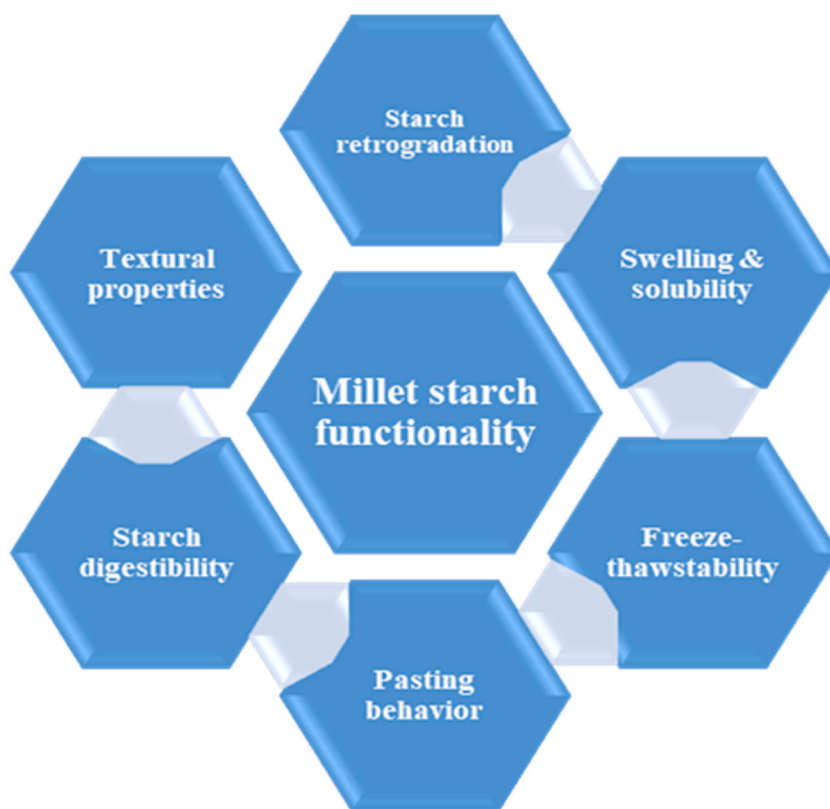 Starch
retrogradation
Textural
properties
Swelling &
solubility
Millet starch
functionality
Starch
digestibility
Freeze-
thawstability
Pasting
behavior